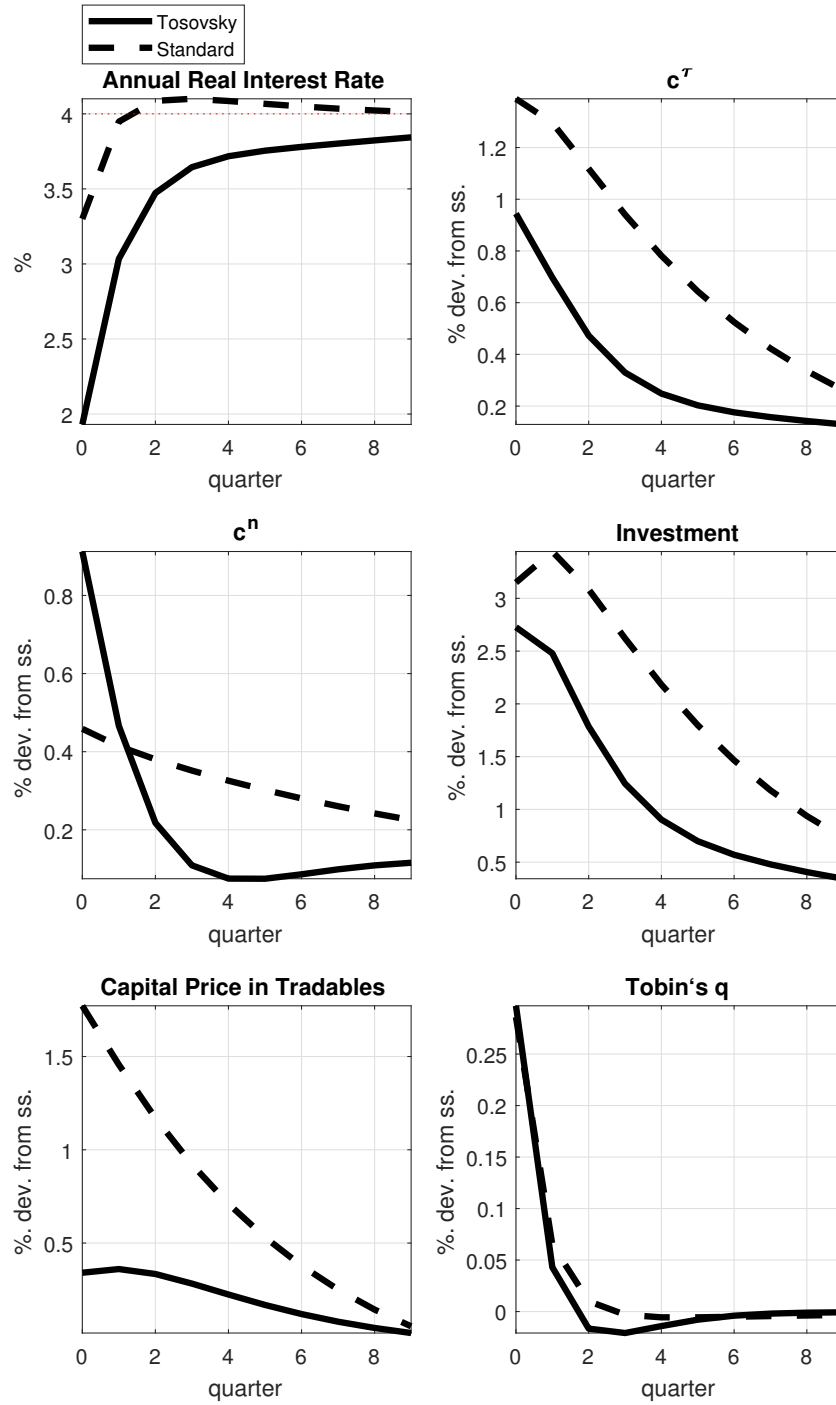 Tosovsky
Standard
Annual Real Interest Rate
4
3.5
3
2.5
2
%
0 2 4 6 8
quarter
c^τ
1.2
1
0.8
0.6
0.4
0.2
% dev. from ss.
0 2 4 6 8
quarter
c^n
0.8
0.6
0.4
0.2
% dev. from ss.
0 2 4 6 8
quarter
Investment
3
2.5
2
1.5
1
0.5
%. dev. from ss.
0 2 4 6 8
quarter
Capital Price in Tradables
1.5
1
0.5
%. dev. from ss.
0 2 4 6 8
quarter
Tobin‘s q
0.25
0.2
0.15
0.1
0.05
0
%. dev. from ss.
0 2 4 6 8
quarter